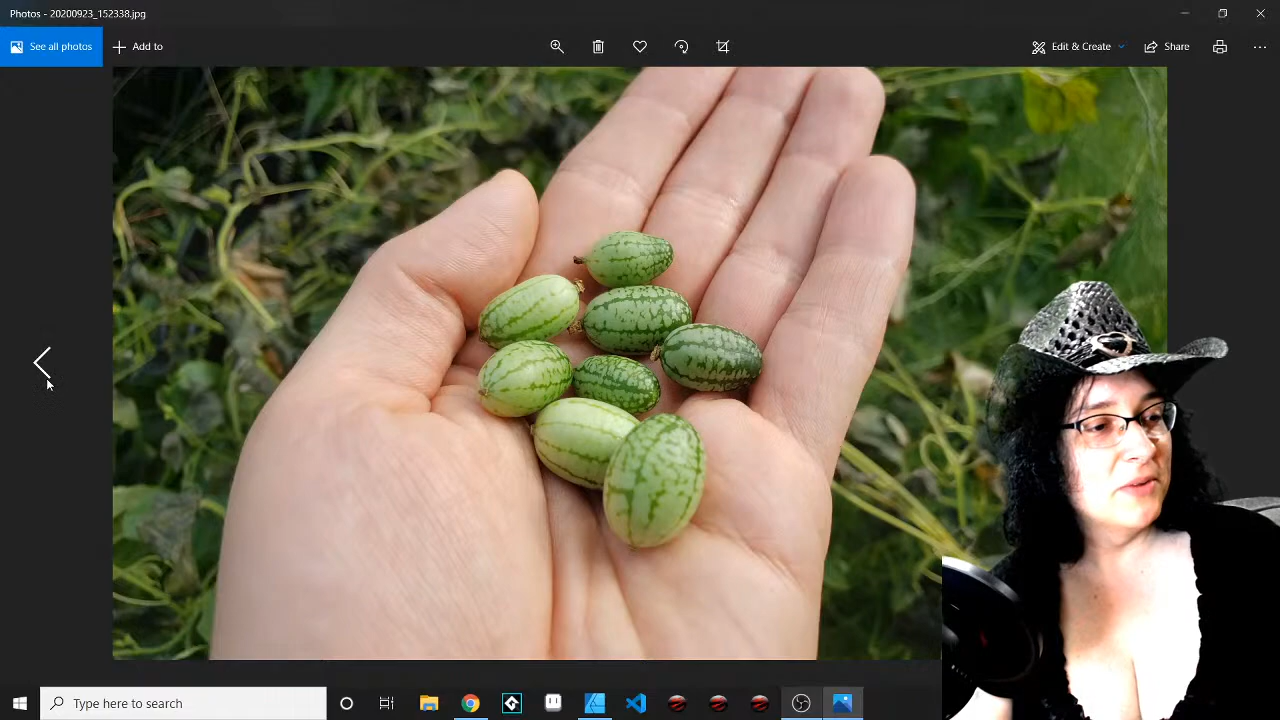 Photos - 20200923_152338.jpg
See all photos
Add to
Edit & Create
Share
Type here to search